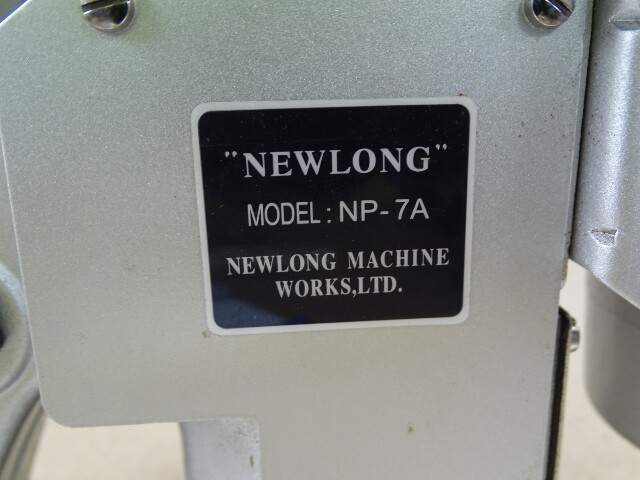 "NEWLONG"
MODEL: NP-7A
NEWLONG MACHINE
WORKS,LTD.